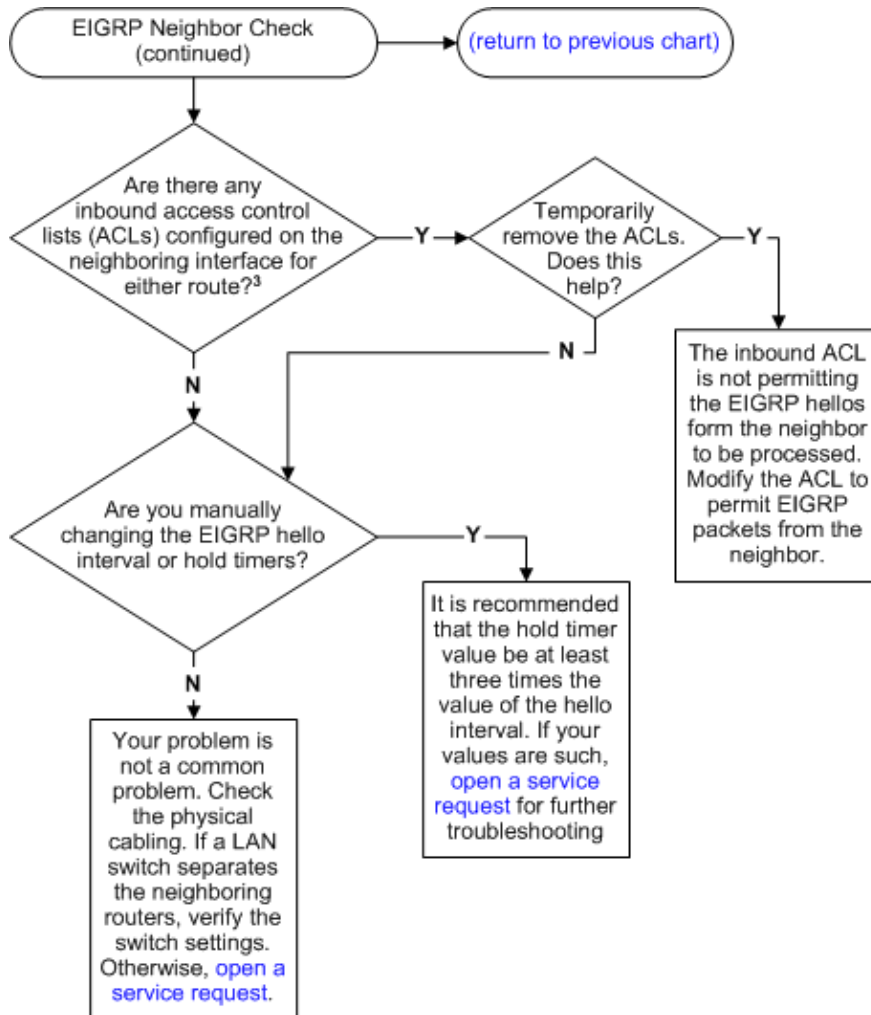 EIGRP Neighbor Check
(continued)
(return to previous chart)
Are there any
inbound access control
lists (ACLs) configured on the
neighboring interface for
either route?³
Y
Temporarily
remove the ACLs.
Does this
help?
Y
N
N
The inbound ACL
is not permitting
the EIGRP hellos
form the neighbor
to be processed.
Modify the ACL to
permit EIGRP
packets from the
neighbor.
Are you manually
changing the EIGRP hello
interval or hold timers?
Y
It is recommended
that the hold timer
value be at least
three times the
value of the hello
interval. If your
values are such,
open a service
request for further
troubleshooting
N
Your problem is
not a common
problem. Check
the physical
cabling. If a LAN
switch separates
the neighboring
routers, verify the
switch settings.
Otherwise, open a
service request.